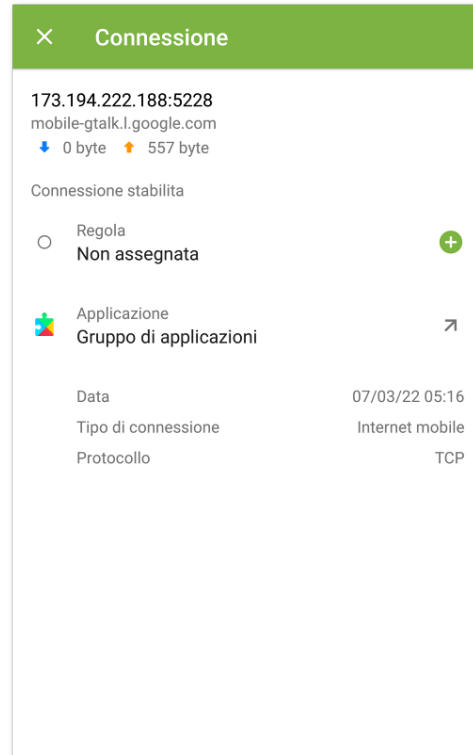 Connessione
173.194.222.188:5228
mobile-gtalk.l.google.com
0 byte 557 byte
Connessione stabilita
Regola
Non assegnata
Applicazione
Gruppo di applicazioni
Data 07/03/22 05:16
Tipo di connessione Internet mobile
Protocollo TCP